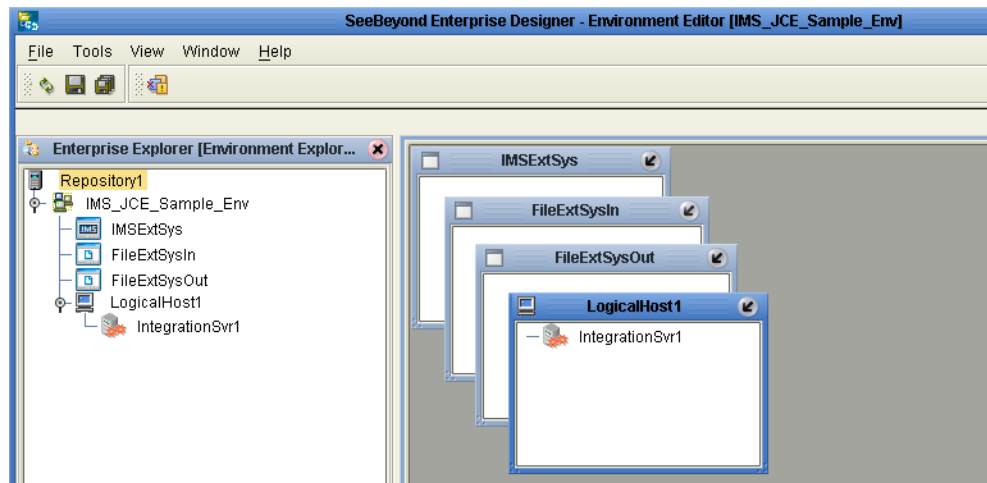 SeeBeyond Enterprise Designer - Environment Editor [IMS_JCE_Sample_Env]
File Tools View Window Help
Enterprise Explorer [Environment Explor...
Repository1
IMS_JCE_Sample_Env
IMS IMSExtSys
FileExtSysIn
FileExtSysOut
LogicalHost1
IntegrationSvr1
IMSExtSys
FileExtSysIn
FileExtSysOut
LogicalHost1
IntegrationSvr1